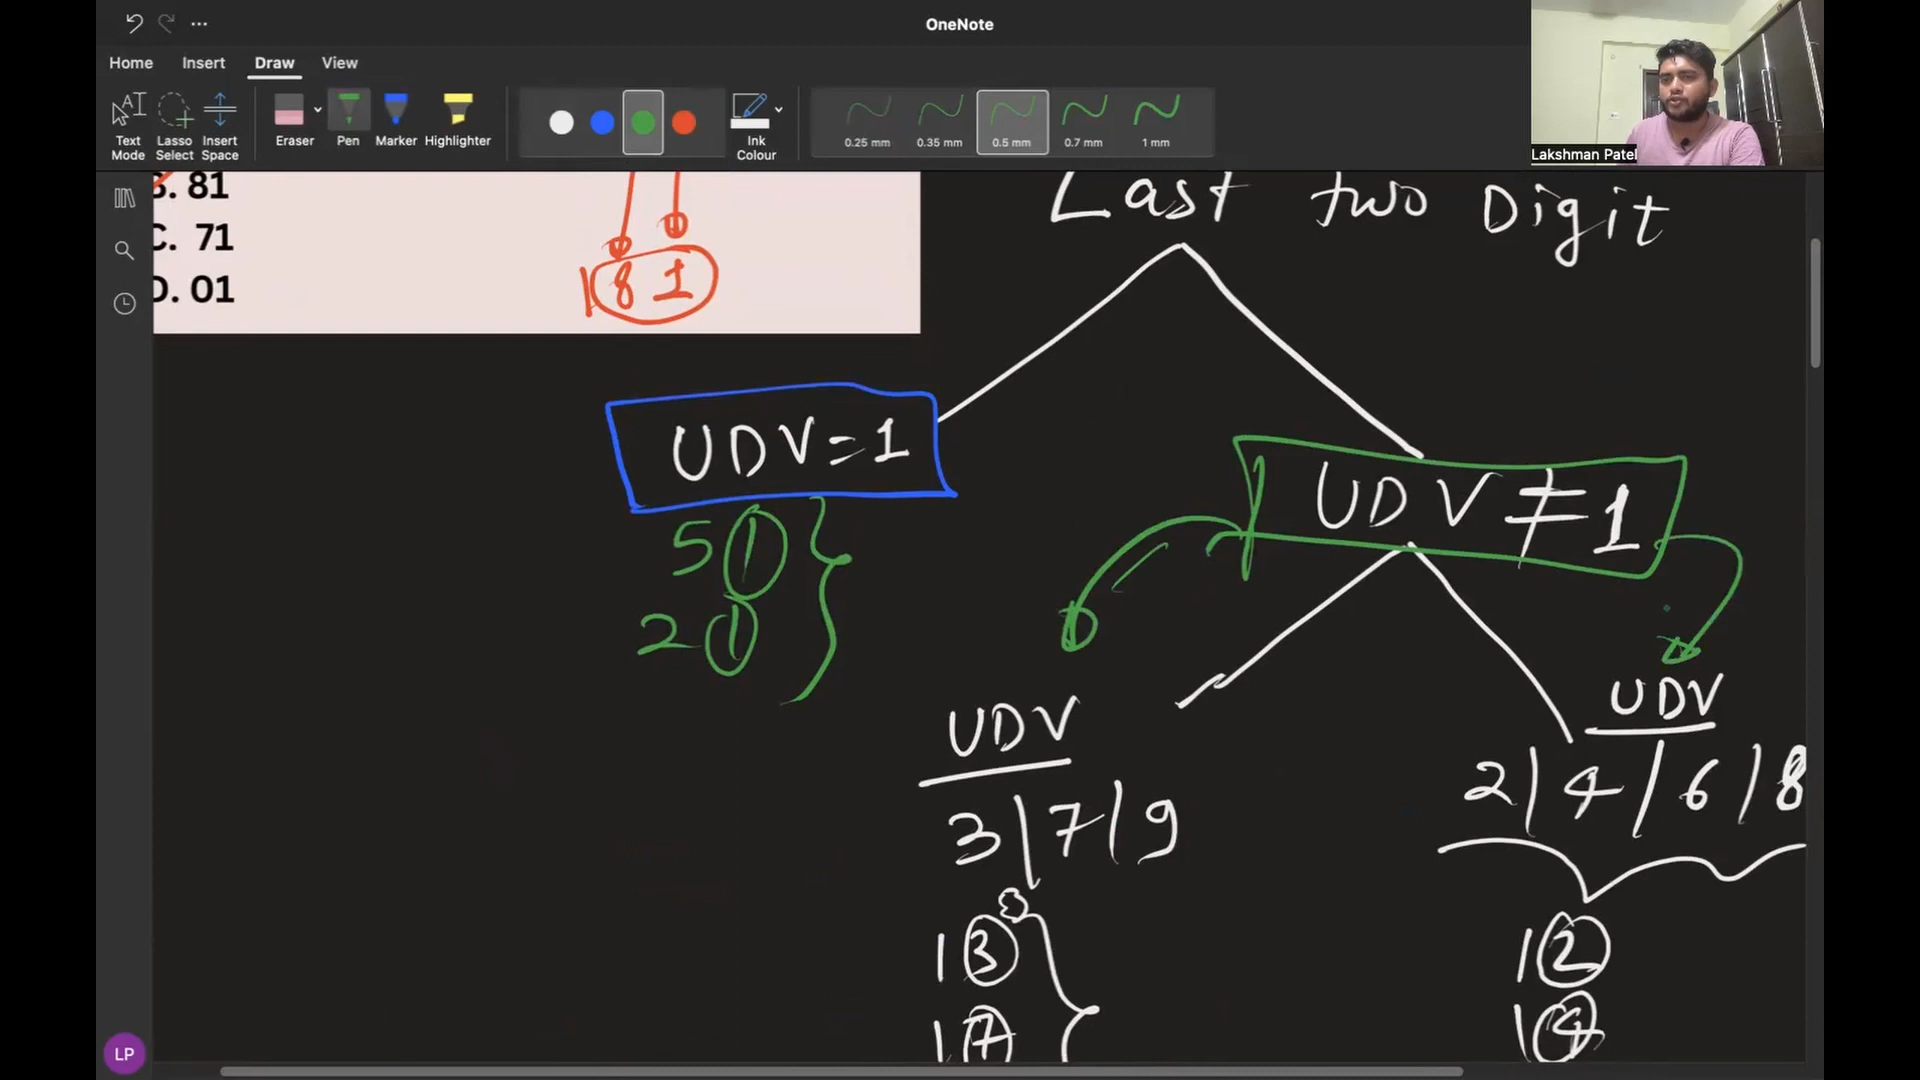 OneNote
Home Insert Draw View
Text Mode
Lasso Select
Insert Space
Eraser
Pen
Marker
Highlighter
Ink Colour
0.25 mm
0.35 mm
0.5 mm
0.7 mm
1 mm
Lakshman Patel
B. 81
C. 71
D. 01
181
Last two Digit
UDV=1
UDV≠1
51
21
UDV
3|7|9
UDV
2|4|6|8
13
17
12
14
LP